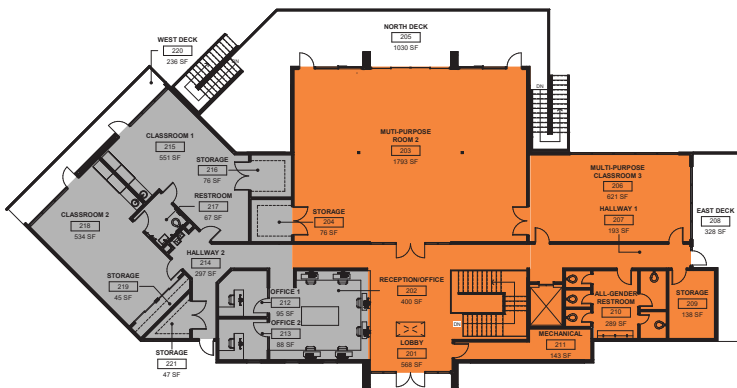 NORTH DECK
205
1030 SF
WEST DECK
220
236 SF
DN
DN
CLASSROOM 1
215
551 SF
STORAGE
216
76 SF
RESTROOM
217
67 SF
CLASSROOM 2
218
534 SF
HALLWAY 2
214
297 SF
STORAGE
219
45 SF
STORAGE
221
47 SF
MUTI-PURPOSE
ROOM 2
203
1793 SF
STORAGE
204
76 SF
MULTI-PURPOSE
CLASSROOM 3
206
621 SF
HALLWAY 1
207
193 SF
EAST DECK
208
328 SF
OFFICE 1
212
95 SF
OFFICE 2
213
88 SF
RECEPTION/OFFICE
202
400 SF
DN
LOBBY
201
568 SF
ALL-GENDER
RESTROOM
210
289 SF
STORAGE
209
138 SF
MECHANICAL
211
143 SF